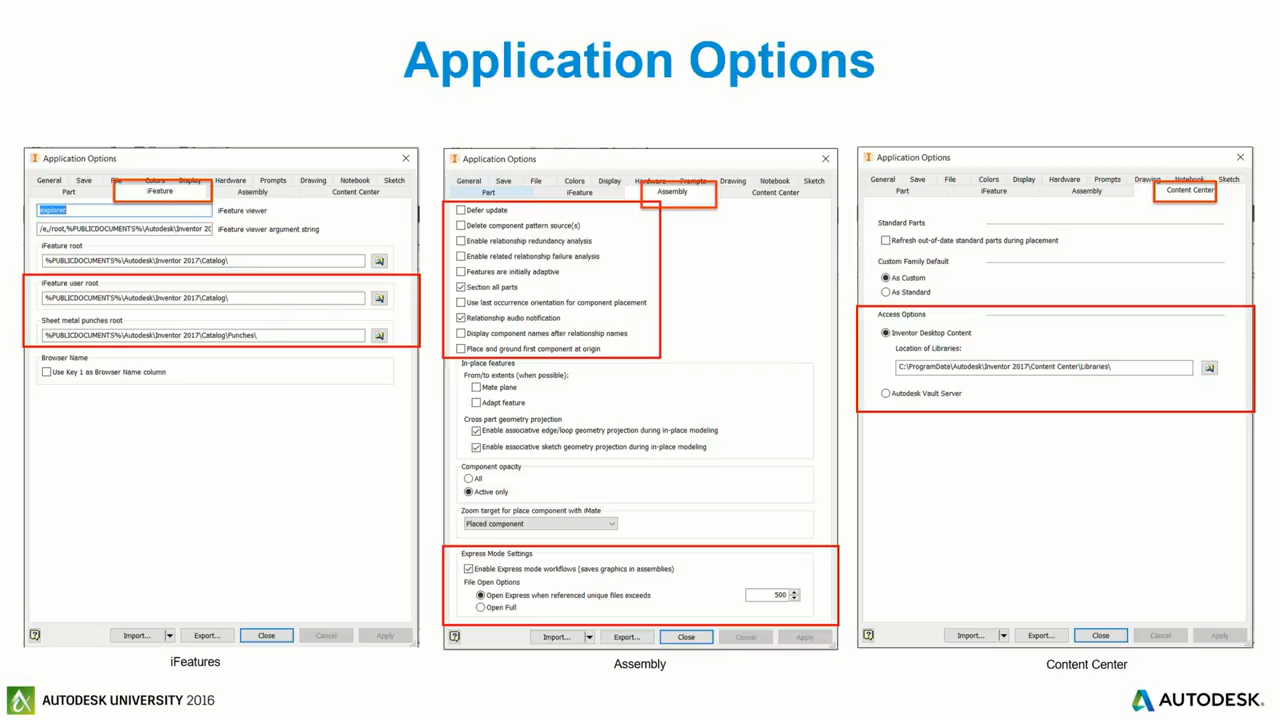 Application Options
Application Options
General Save File Colors Display Hardware Prompts Drawing Notebook Sketch
Part iFeature Assembly Content Center
explorer iFeature viewer
/e,/root,%PUBLICDOCUMENTS%\Autodesk\Inventor 20 iFeature viewer argument string
iFeature root
%PUBLICDOCUMENTS%\Autodesk\Inventor 2017\Catalog\
iFeature user root
%PUBLICDOCUMENTS%\Autodesk\Inventor 2017\Catalog\
Sheet metal punches root
%PUBLICDOCUMENTS%\Autodesk\Inventor 2017\Catalog\Punches\
Browser Name
Use Key 1 as Browser Name column
Import... Export... Close Cancel Apply
iFeatures
Application Options
General Save File Colors Display Hardware Prompts Drawing Notebook Sketch
Part iFeature Assembly Content Center
Defer update
Delete component pattern source(s)
Enable relationship redundancy analysis
Enable related relationship failure analysis
Features are initially adaptive
Section all parts
Use last occurrence orientation for component placement
Relationship audio notification
Display component names after relationship names
Place and ground first component at origin
In-place features
From/to extents (when possible):
Mate plane
Adapt feature
Cross part geometry projection
Enable associative edge/loop geometry projection during in-place modeling
Enable associative sketch geometry projection during in-place modeling
Component opacity
All
Active only
Zoom target for place component with iMate
Placed component
Express Mode Settings
Enable Express mode workflows (saves graphics in assemblies)
File Open Options
Open Express when referenced unique files exceeds 500
Open Full
Import... Export... Close Cancel Apply
Assembly
Application Options
General Save File Colors Display Hardware Prompts Drawing Notebook Sketch
Part iFeature Assembly Content Center
Standard Parts
Refresh out-of-date standard parts during placement
Custom Family Default
As Custom
As Standard
Access Options
Inventor Desktop Content
Location of Libraries:
C:\ProgramData\Autodesk\Inventor 2017\Content Center\Libraries\
Autodesk Vault Server
Import... Export... Close Cancel Apply
Content Center
AUTODESK UNIVERSITY 2016
AUTODESK.